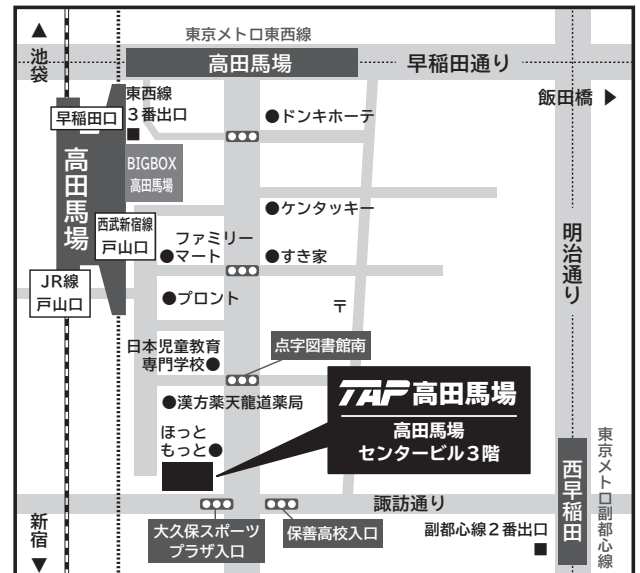 東京メトロ東西線
▲
池袋
高田馬場
早稲田通り
飯田橋 ▶
東西線
3番出口
■
早稲田口
●ドンキホーテ
高田馬場
BIGBOX
高田馬場
●ケンタッキー
西武新宿線
戸山口
明治通り
ファミリー
●マート
●すき家
JR線
戸山口
●プロント
〒
日本児童教育
専門学校●
点字図書館南
TAP 高田馬場
高田馬場
センタービル3階
●漢方薬天龍道薬局
ほっと
もっと●
東京メトロ副都心線
西早稲田
諏訪通り
大久保スポーツ
プラザ入口
保善高校入口
副都心線2番出口
■
新宿
▼